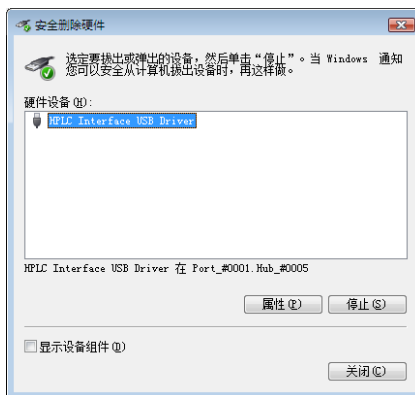 安全删除硬件
选定要拔出或弹出的设备，然后单击“停止”。当 Windows 通知
您可以安全从计算机拔出设备时，再这样做。
硬件设备(H):
HPLC Interface USB Driver
HPLC Interface USB Driver 在 Port_#0001.Hub_#0005
属性(P)
停止(S)
显示设备组件(D)
关闭(C)